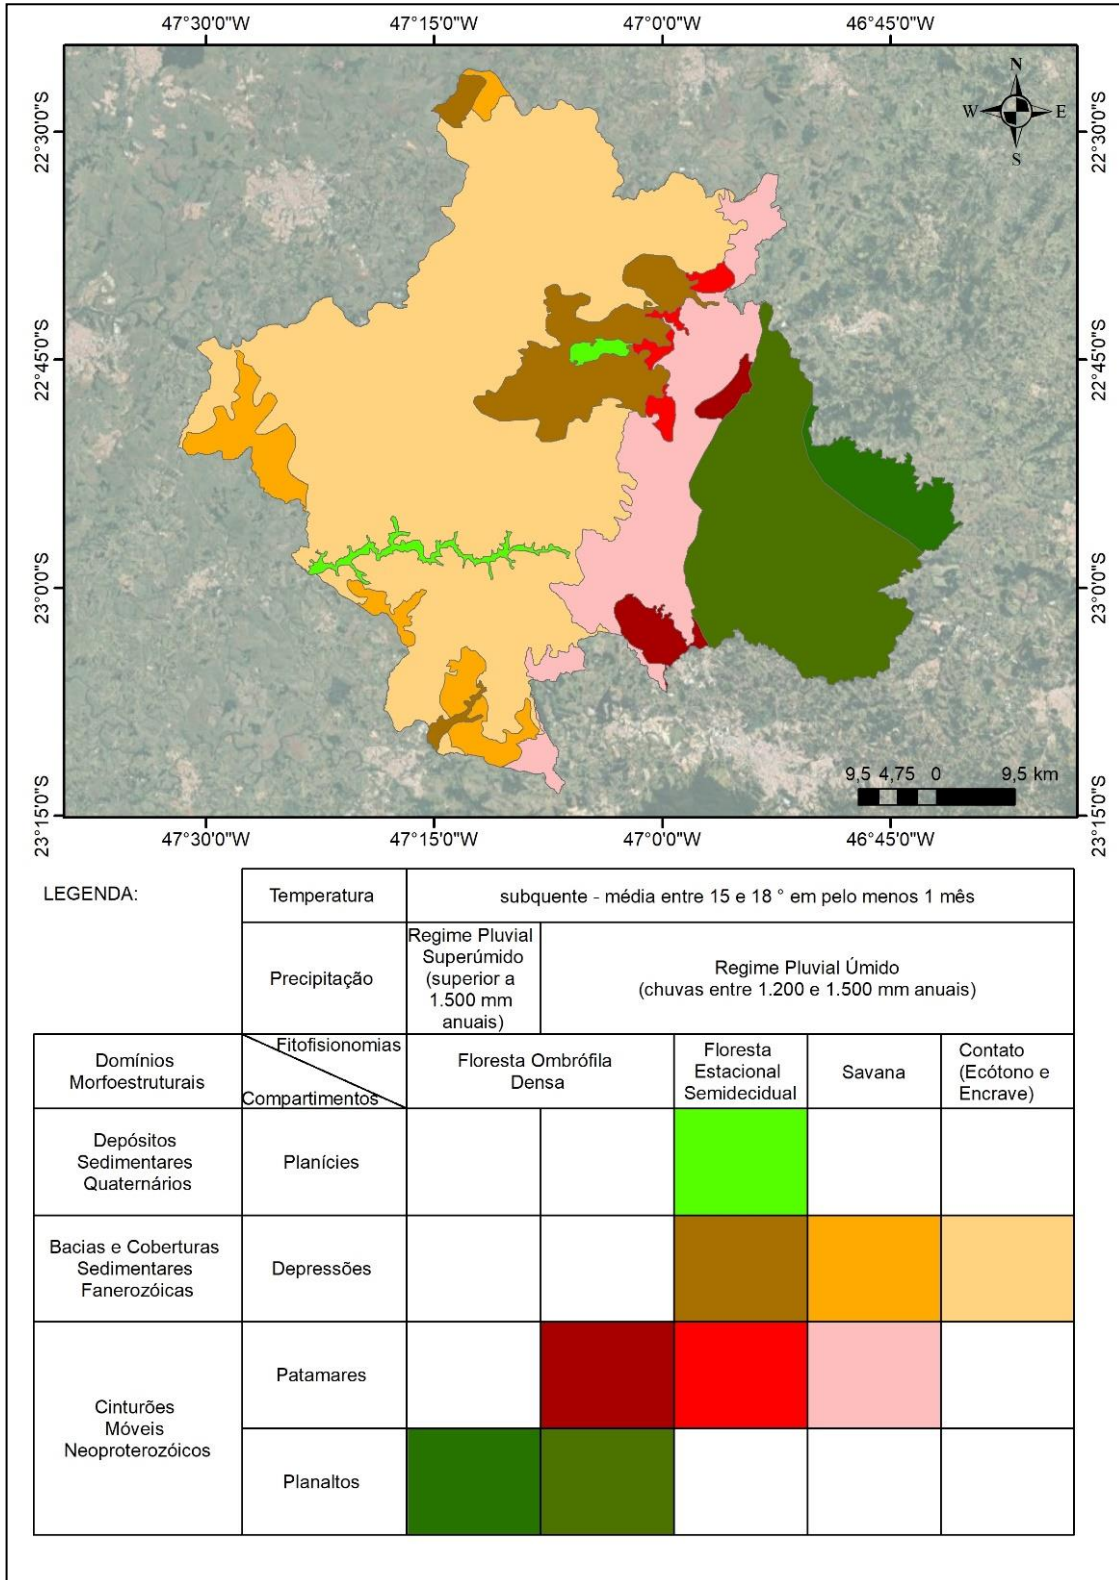 47°30'0"W 47°15'0"W 47°0'0"W 46°45'0"W
N
W E
S
22°30'0"S 22°30'0"S
22°45'0"S 22°45'0"S
23°0'0"S 23°0'0"S
9,5 4,75 0 9,5 km
23°15'0"S 23°15'0"S
47°30'0"W 47°15'0"W 47°0'0"W 46°45'0"W
LEGENDA:
Temperatura
subquente - média entre 15 e 18 ° em pelo menos 1 mês
Precipitação
Regime Pluvial
Superúmido
(superior a
1.500 mm
anuais)
Regime Pluvial Úmido
(chuvas entre 1.200 e 1.500 mm anuais)
Domínios
Morfoestruturais
Fitofisionomias
Compartimentos
Floresta Ombrófila
Densa
Floresta
Estacional
Semidecidual
Savana
Contato
(Ecótono e
Encrave)
Depósitos
Sedimentares
Quaternários
Planícies
Bacias e Coberturas
Sedimentares
Fanerozóicas
Depressões
Cinturões
Móveis
Neoproterozóicos
Patamares
Planaltos